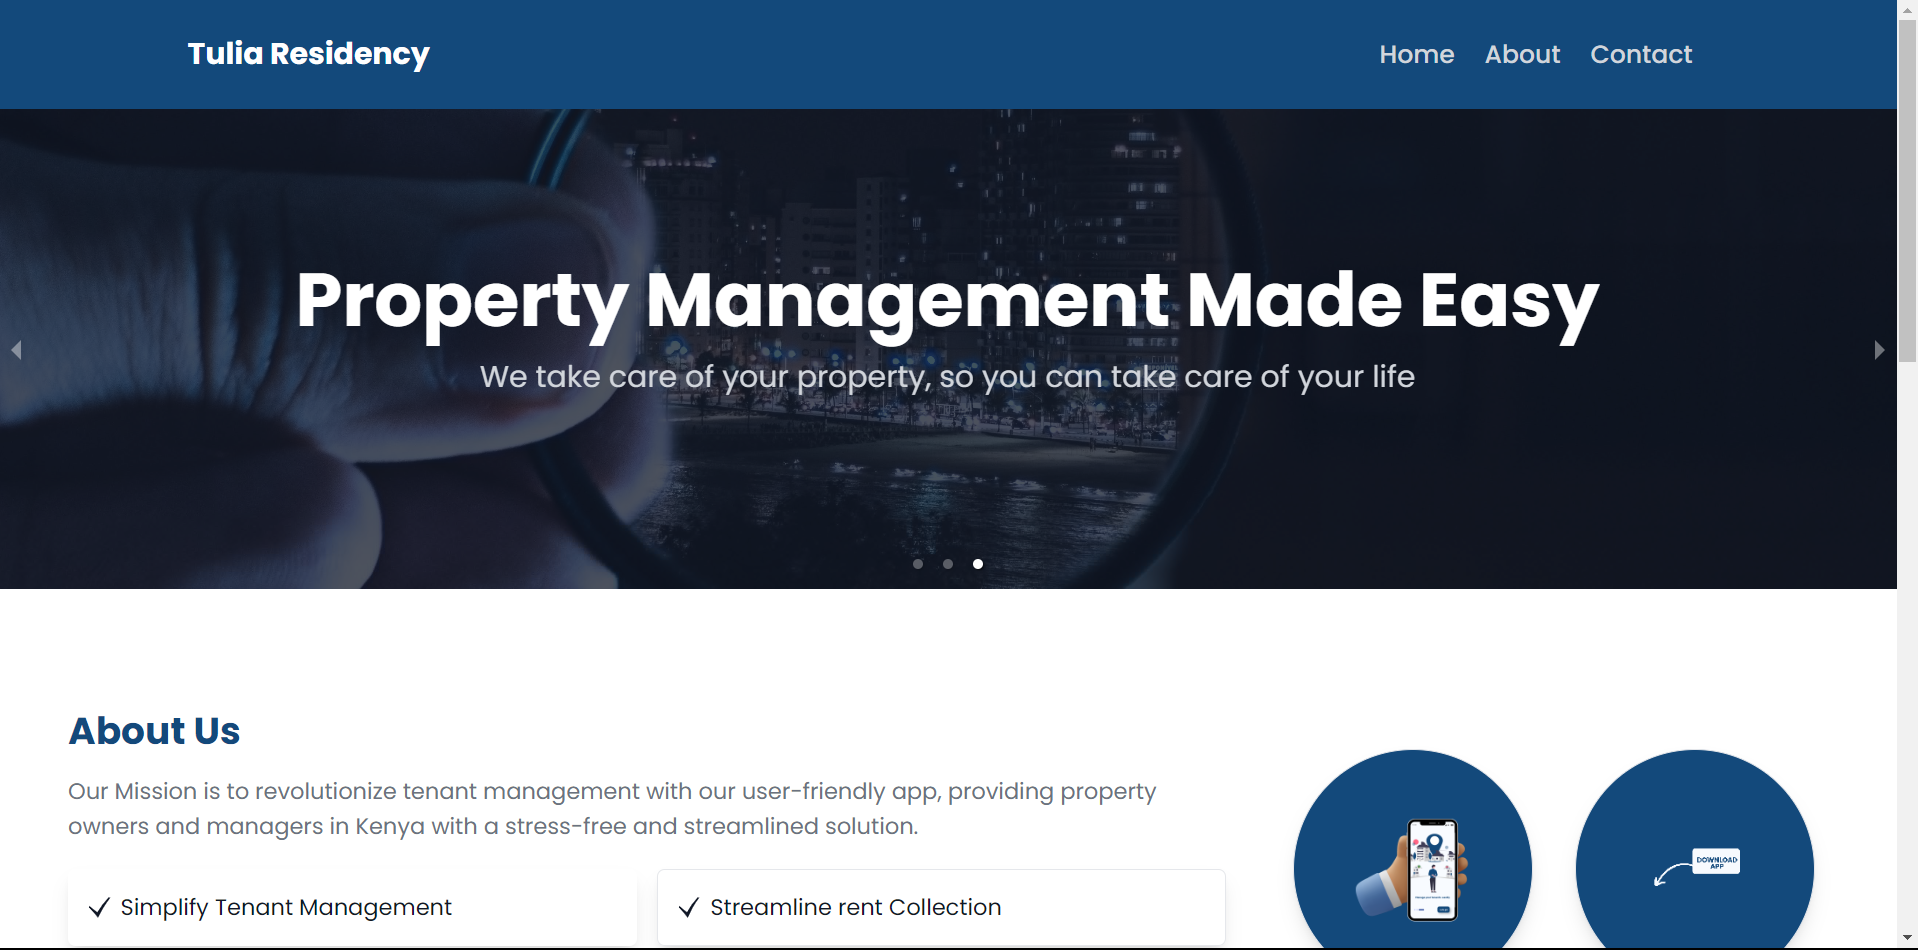 Tulia Residency
Home About Contact
Property Management Made Easy
We take care of your property, so you can take care of your life
About Us
Our Mission is to revolutionize tenant management with our user-friendly app, providing property
owners and managers in Kenya with a stress-free and streamlined solution.
Simplify Tenant Management
Streamline rent Collection
DOWNLOAD
APP